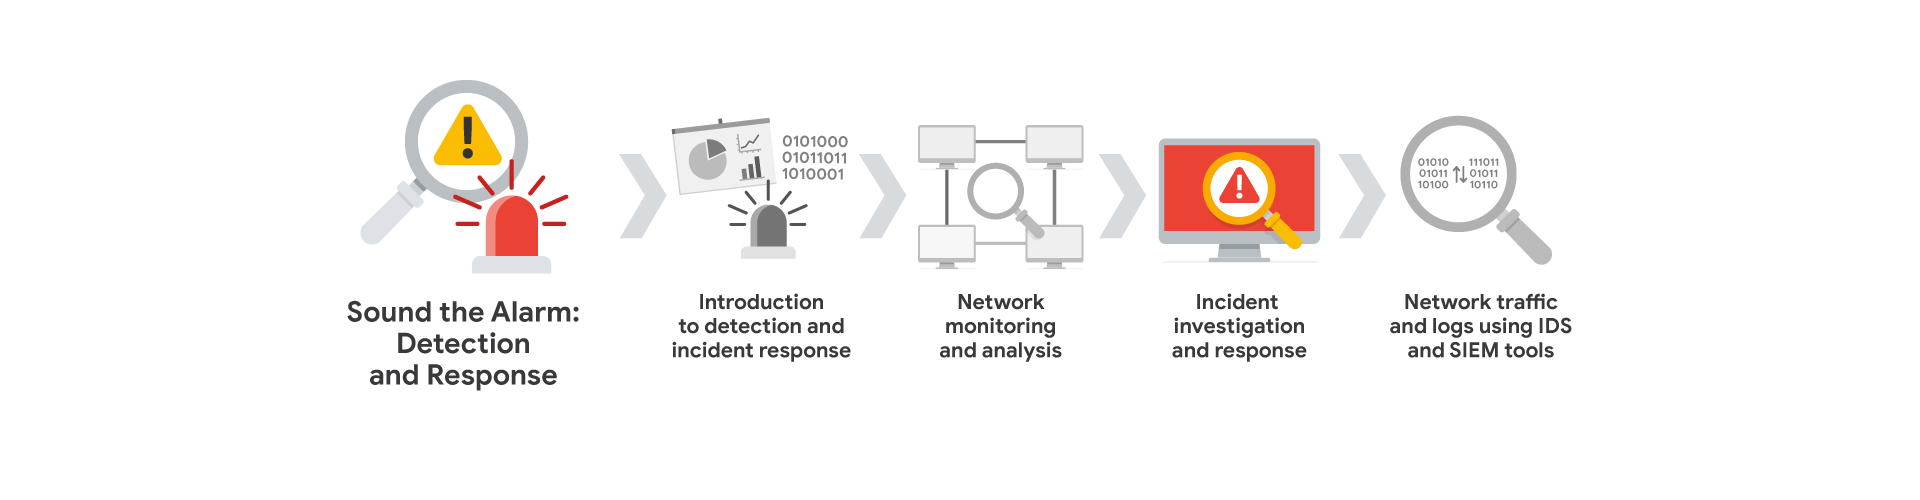 Sound the Alarm:
Detection
and Response
0101000
01011011
1010001
Introduction
to detection and
incident response
Network
monitoring
and analysis
Incident
investigation
and response
01010 111011
01011 01011
10100 10110
Network traffic
and logs using IDS
and SIEM tools